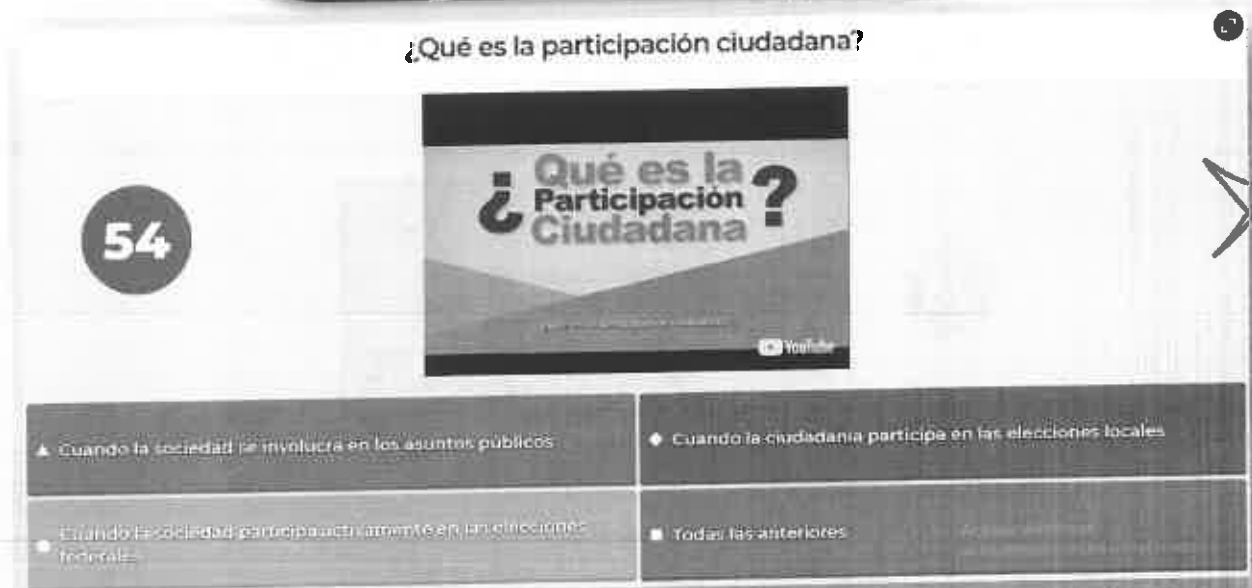 ¿Qué es la participación ciudadana?
¿Qué es la
Participación
Ciudadana?
54
YouTube
Cuando la sociedad se involucra en los asuntos públicos
Cuando la ciudadanía participa en las elecciones locales
Cuando la sociedad participa activamente en las elecciones
federales
Todas las anteriores